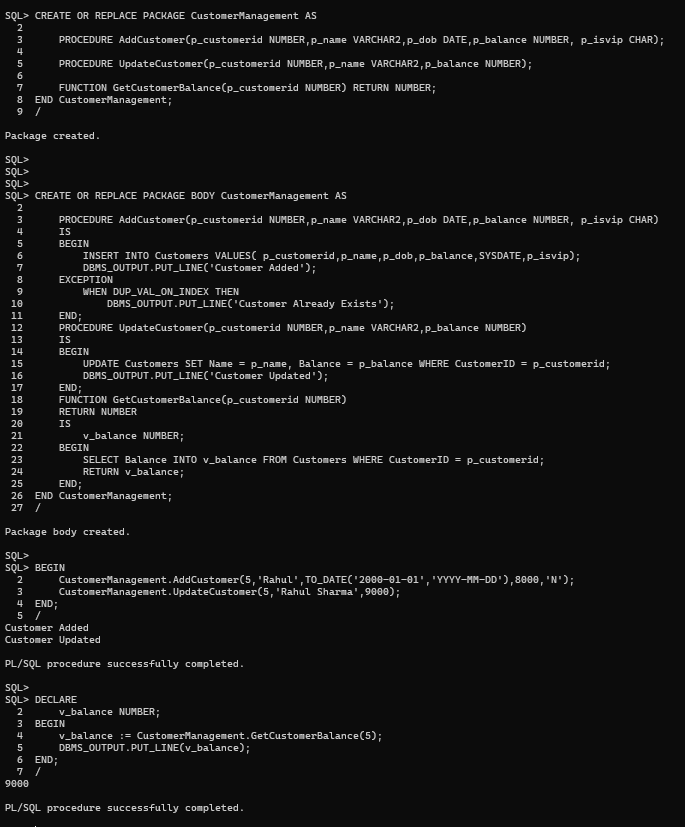 SQL> CREATE OR REPLACE PACKAGE CustomerManagement AS
  2
  3      PROCEDURE AddCustomer(p_customerid NUMBER,p_name VARCHAR2,p_dob DATE,p_balance NUMBER, p_isvip CHAR);
  4
  5      PROCEDURE UpdateCustomer(p_customerid NUMBER,p_name VARCHAR2,p_balance NUMBER);
  6
  7      FUNCTION GetCustomerBalance(p_customerid NUMBER) RETURN NUMBER;
  8  END CustomerManagement;
  9  /

Package created.

SQL>
SQL>
SQL>
SQL> CREATE OR REPLACE PACKAGE BODY CustomerManagement AS
  2
  3      PROCEDURE AddCustomer(p_customerid NUMBER,p_name VARCHAR2,p_dob DATE,p_balance NUMBER, p_isvip CHAR)
  4      IS
  5      BEGIN
  6          INSERT INTO Customers VALUES( p_customerid,p_name,p_dob,p_balance,SYSDATE,p_isvip);
  7          DBMS_OUTPUT.PUT_LINE('Customer Added');
  8      EXCEPTION
  9          WHEN DUP_VAL_ON_INDEX THEN
 10              DBMS_OUTPUT.PUT_LINE('Customer Already Exists');
 11      END;
 12      PROCEDURE UpdateCustomer(p_customerid NUMBER,p_name VARCHAR2,p_balance NUMBER)
 13      IS
 14      BEGIN
 15          UPDATE Customers SET Name = p_name, Balance = p_balance WHERE CustomerID = p_customerid;
 16          DBMS_OUTPUT.PUT_LINE('Customer Updated');
 17      END;
 18      FUNCTION GetCustomerBalance(p_customerid NUMBER)
 19      RETURN NUMBER
 20      IS
 21          v_balance NUMBER;
 22      BEGIN
 23          SELECT Balance INTO v_balance FROM Customers WHERE CustomerID = p_customerid;
 24          RETURN v_balance;
 25      END;
 26  END CustomerManagement;
 27  /

Package body created.

SQL>
SQL> BEGIN
  2      CustomerManagement.AddCustomer(5,'Rahul',TO_DATE('2000-01-01','YYYY-MM-DD'),8000,'N');
  3      CustomerManagement.UpdateCustomer(5,'Rahul Sharma',9000);
  4  END;
  5  /
Customer Added
Customer Updated

PL/SQL procedure successfully completed.

SQL>
SQL> DECLARE
  2      v_balance NUMBER;
  3  BEGIN
  4      v_balance := CustomerManagement.GetCustomerBalance(5);
  5      DBMS_OUTPUT.PUT_LINE(v_balance);
  6  END;
  7  /
9000

PL/SQL procedure successfully completed.